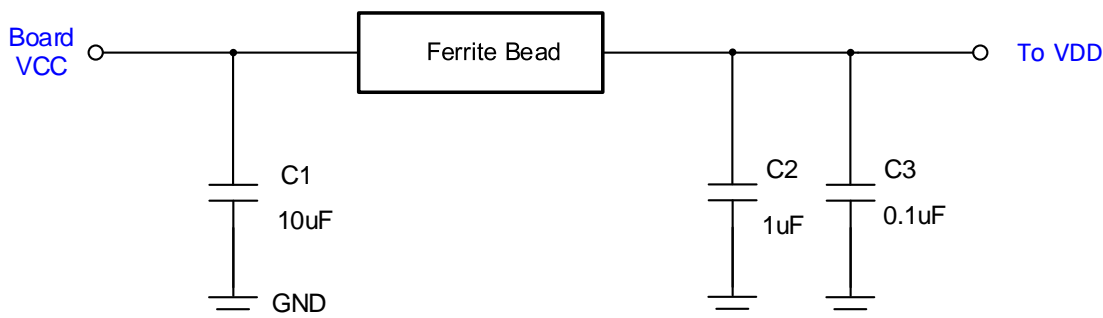 Board
VCC
Ferrite Bead
To VDD
C1
10uF
C2
1uF
C3
0.1uF
GND